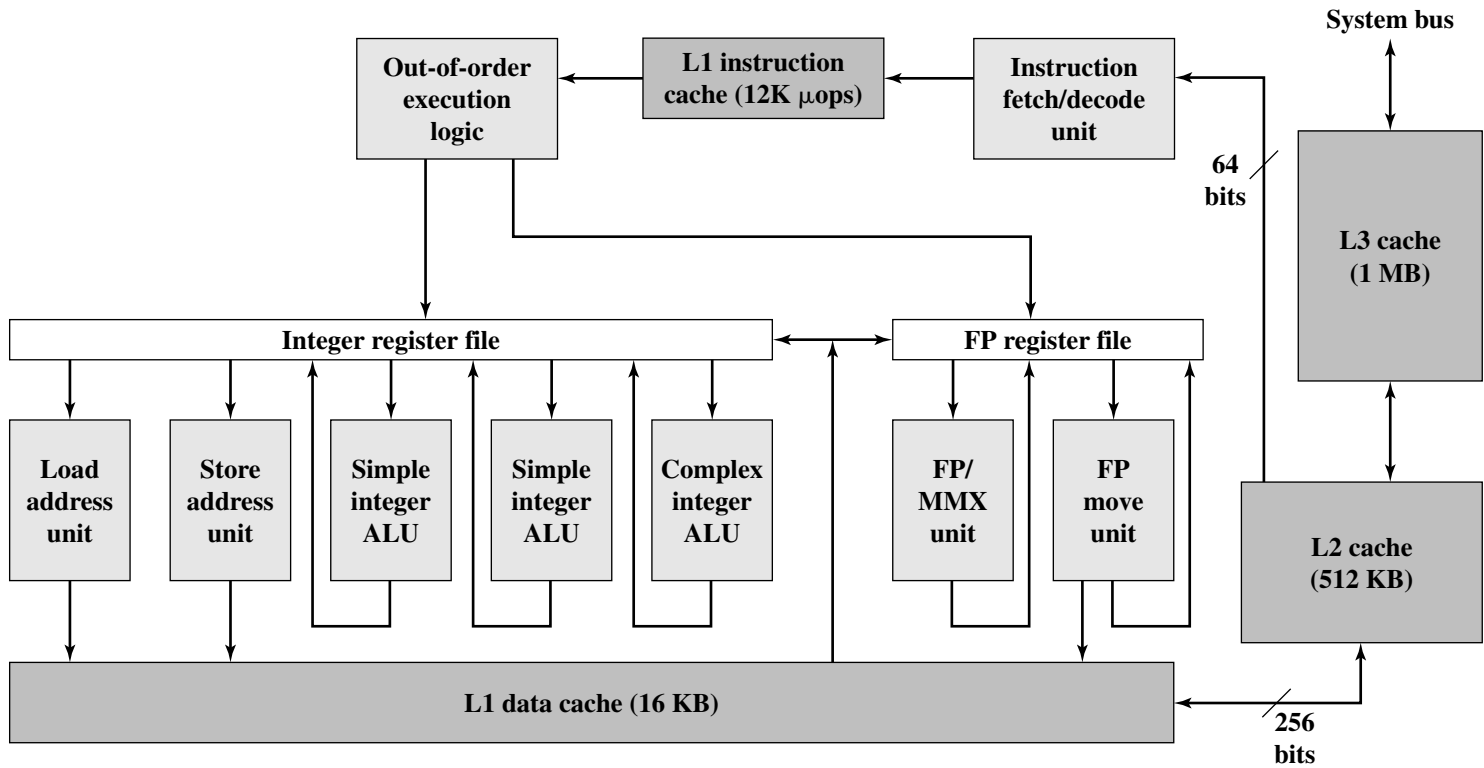 System bus
Out-of-order
execution
logic
L1 instruction
cache (12K μops)
Instruction
fetch/decode
unit
64
bits
L3 cache
(1 MB)
Integer register file
FP register file
Load
address
unit
Store
address
unit
Simple
integer
ALU
Simple
integer
ALU
Complex
integer
ALU
FP/
MMX
unit
FP
move
unit
L2 cache
(512 KB)
L1 data cache (16 KB)
256
bits